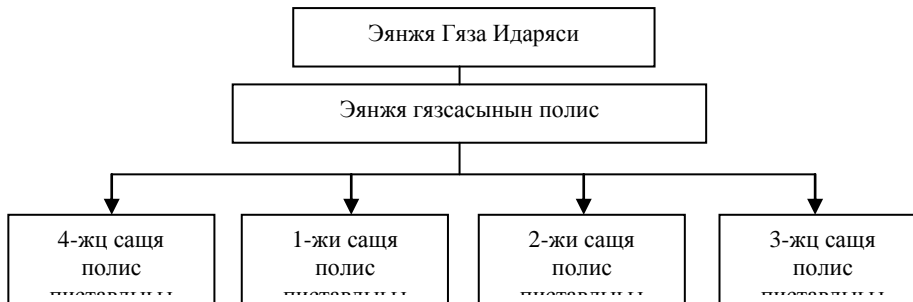 Эянжя Гяза Идаряси
Эянжя гязсасынын полис
4-жц сащя
полис
1-жи сащя
полис
2-жи сащя
полис
3-жц сащя
полис